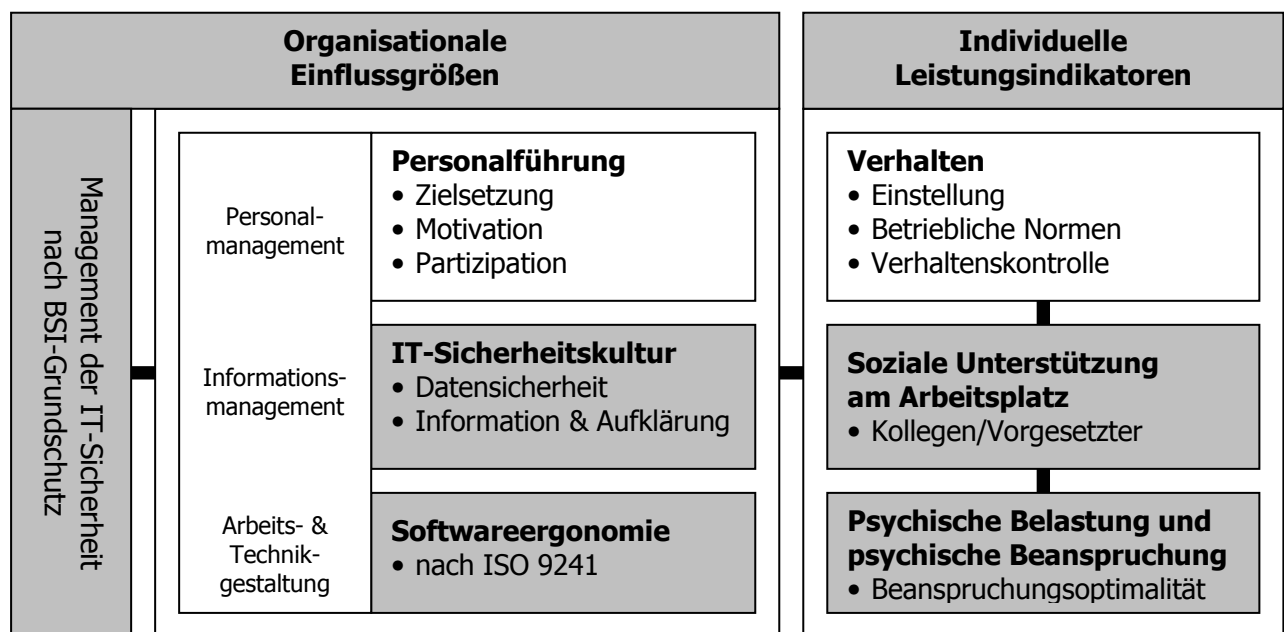 Organisationale
Einflussgrößen
Individuelle
Leistungsindikatoren
Management der IT-Sicherheit
nach BSI-Grundschutz
Personal-
management
Personalführung
• Zielsetzung
• Motivation
• Partizipation
Informations-
management
IT-Sicherheitskultur
• Datensicherheit
• Information & Aufklärung
Arbeits- &
Technik-
gestaltung
Softwareergonomie
• nach ISO 9241
Verhalten
• Einstellung
• Betriebliche Normen
• Verhaltenskontrolle
Soziale Unterstützung
am Arbeitsplatz
• Kollegen/Vorgesetzter
Psychische Belastung und
psychische Beanspruchung
• Beanspruchungsoptimalität